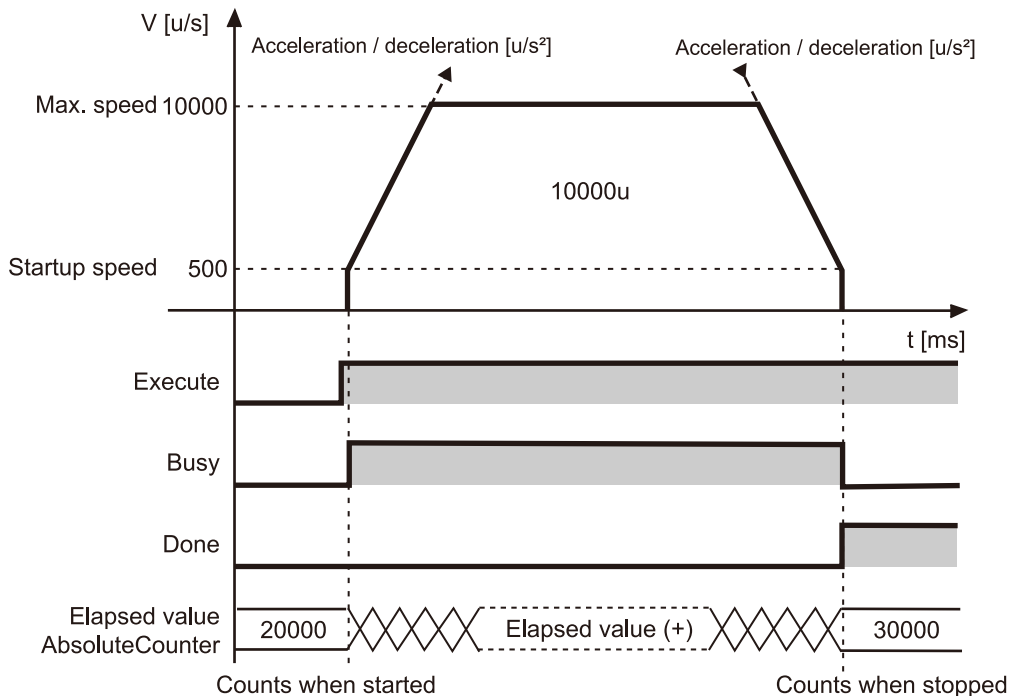 V [u/s]
Acceleration / deceleration [u/s²]
Acceleration / deceleration [u/s²]
Max. speed 10000
10000u
Startup speed 500
t [ms]
Execute
Busy
Done
Elapsed value
AbsoluteCounter
20000
Elapsed value (+)
30000
Counts when started
Counts when stopped